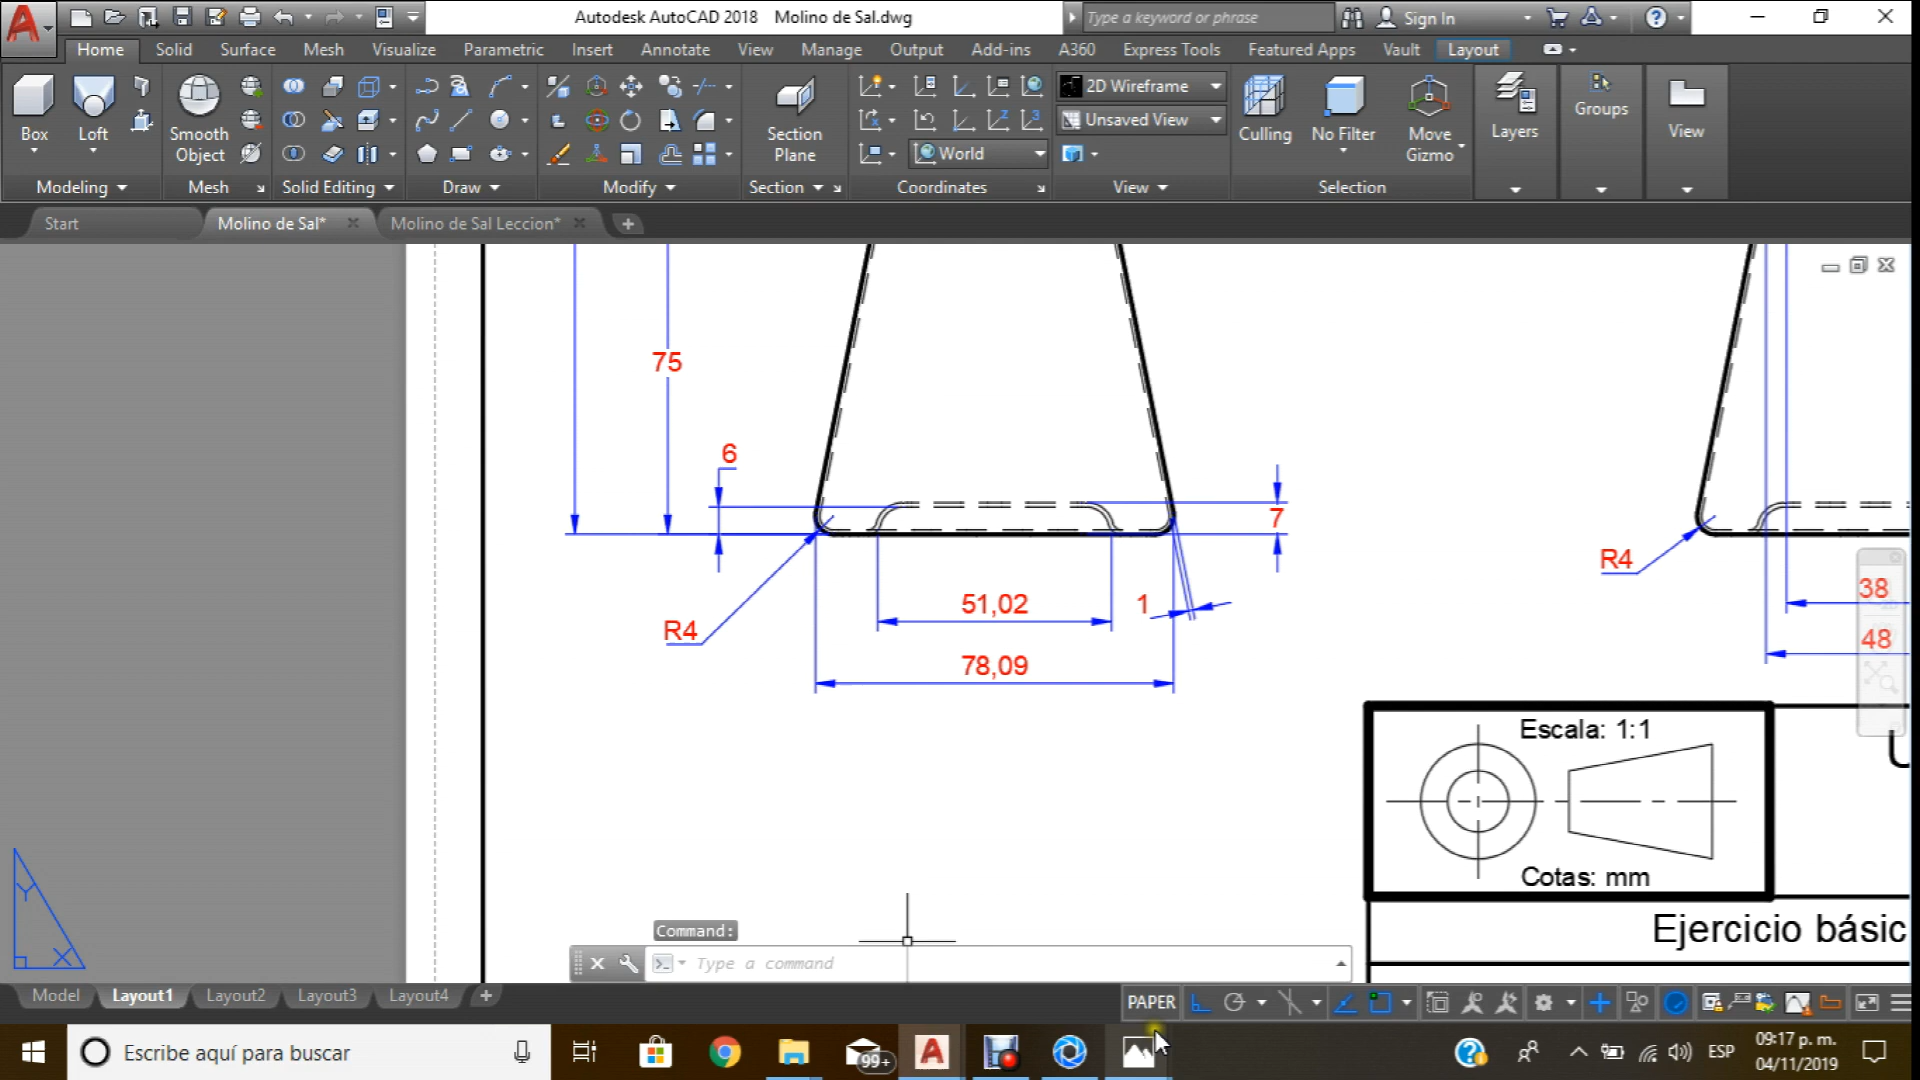 Autodesk AutoCAD 2018 Molino de Sal.dwg
Type a keyword or phrase
Sign In
Home Solid Surface Mesh Visualize Parametric Insert Annotate View Manage Output Add-ins A360 Express Tools Featured Apps Vault Layout
Box
Loft
Smooth
Object
Section
Plane
World
2D Wireframe
Unsaved View
Culling
No Filter
Move
Gizmo
Layers
Groups
View
Modeling Mesh Solid Editing Draw Modify Section Coordinates View Selection
Start Molino de Sal* Molino de Sal Leccion*
75
6
7
R4
51,02
1
R4
38
78,09
48
Escala: 1:1
Cotas: mm
Ejercicio básic
Command:
Type a command
Y
X
Model Layout1 Layout2 Layout3 Layout4
PAPER
Escribe aquí para buscar
99+
ESP
09:17 p. m.
04/11/2019